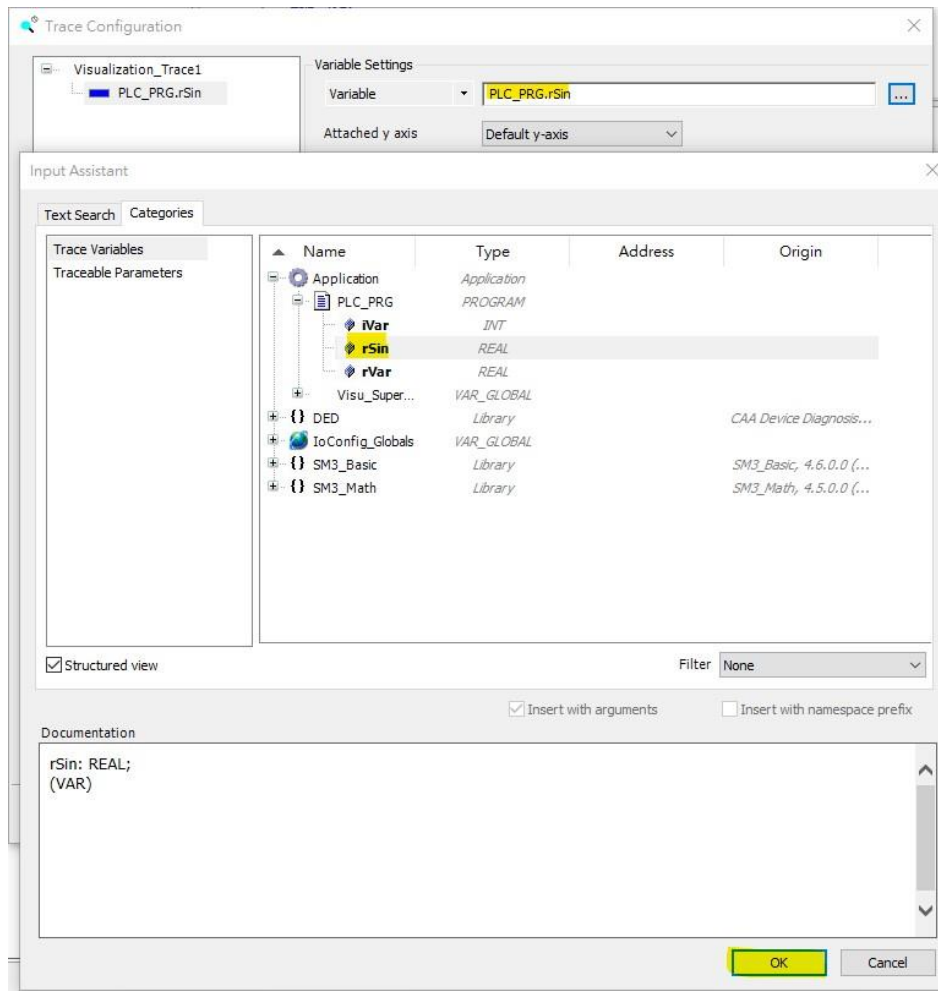 Trace Configuration
Visualization_Trace1
PLC_PRG.rSin
Variable Settings
Variable
PLC_PRG.rSin
...
Attached y axis
Default y-axis
Input Assistant
Text Search
Categories
Trace Variables
Traceable Parameters
Name Type Address Origin
Application Application
PLC_PRG PROGRAM
iVar INT
rSin REAL
rVar REAL
Visu_Super... VAR_GLOBAL
{} DED Library CAA Device Diagnosis...
IoConfig_Globals VAR_GLOBAL
{} SM3_Basic Library SM3_Basic, 4.6.0.0 (...
{} SM3_Math Library SM3_Math, 4.5.0.0 (...
Structured view
Filter None
Insert with arguments
Insert with namespace prefix
Documentation
rSin: REAL;
(VAR)
OK
Cancel